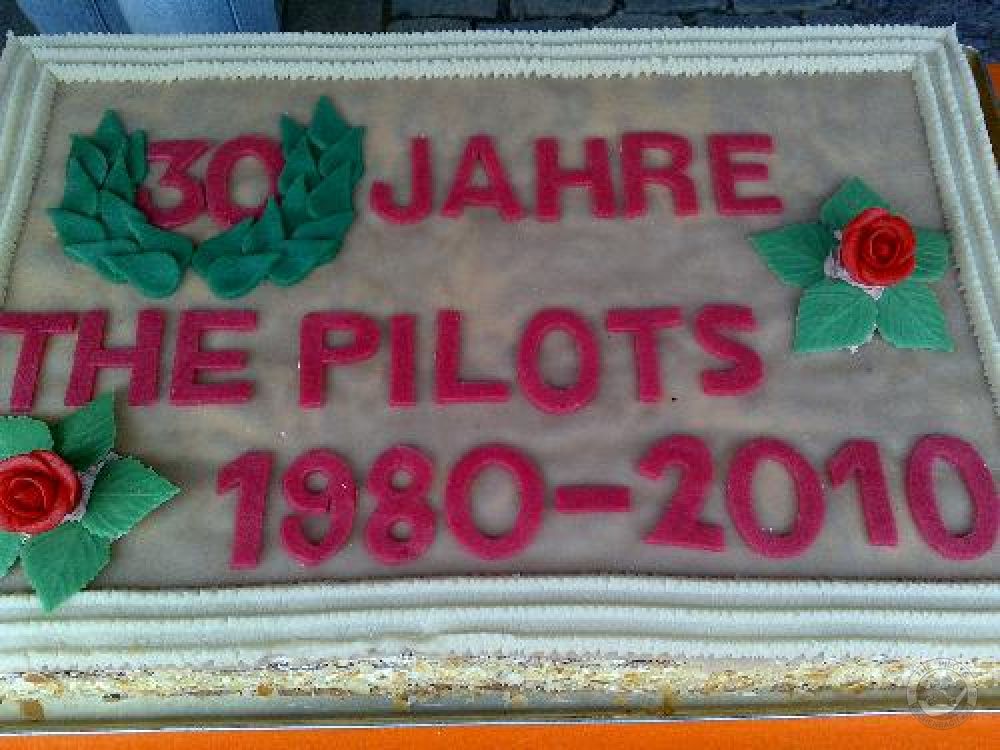 30 JAHRE
THE PILOTS
1980-2010